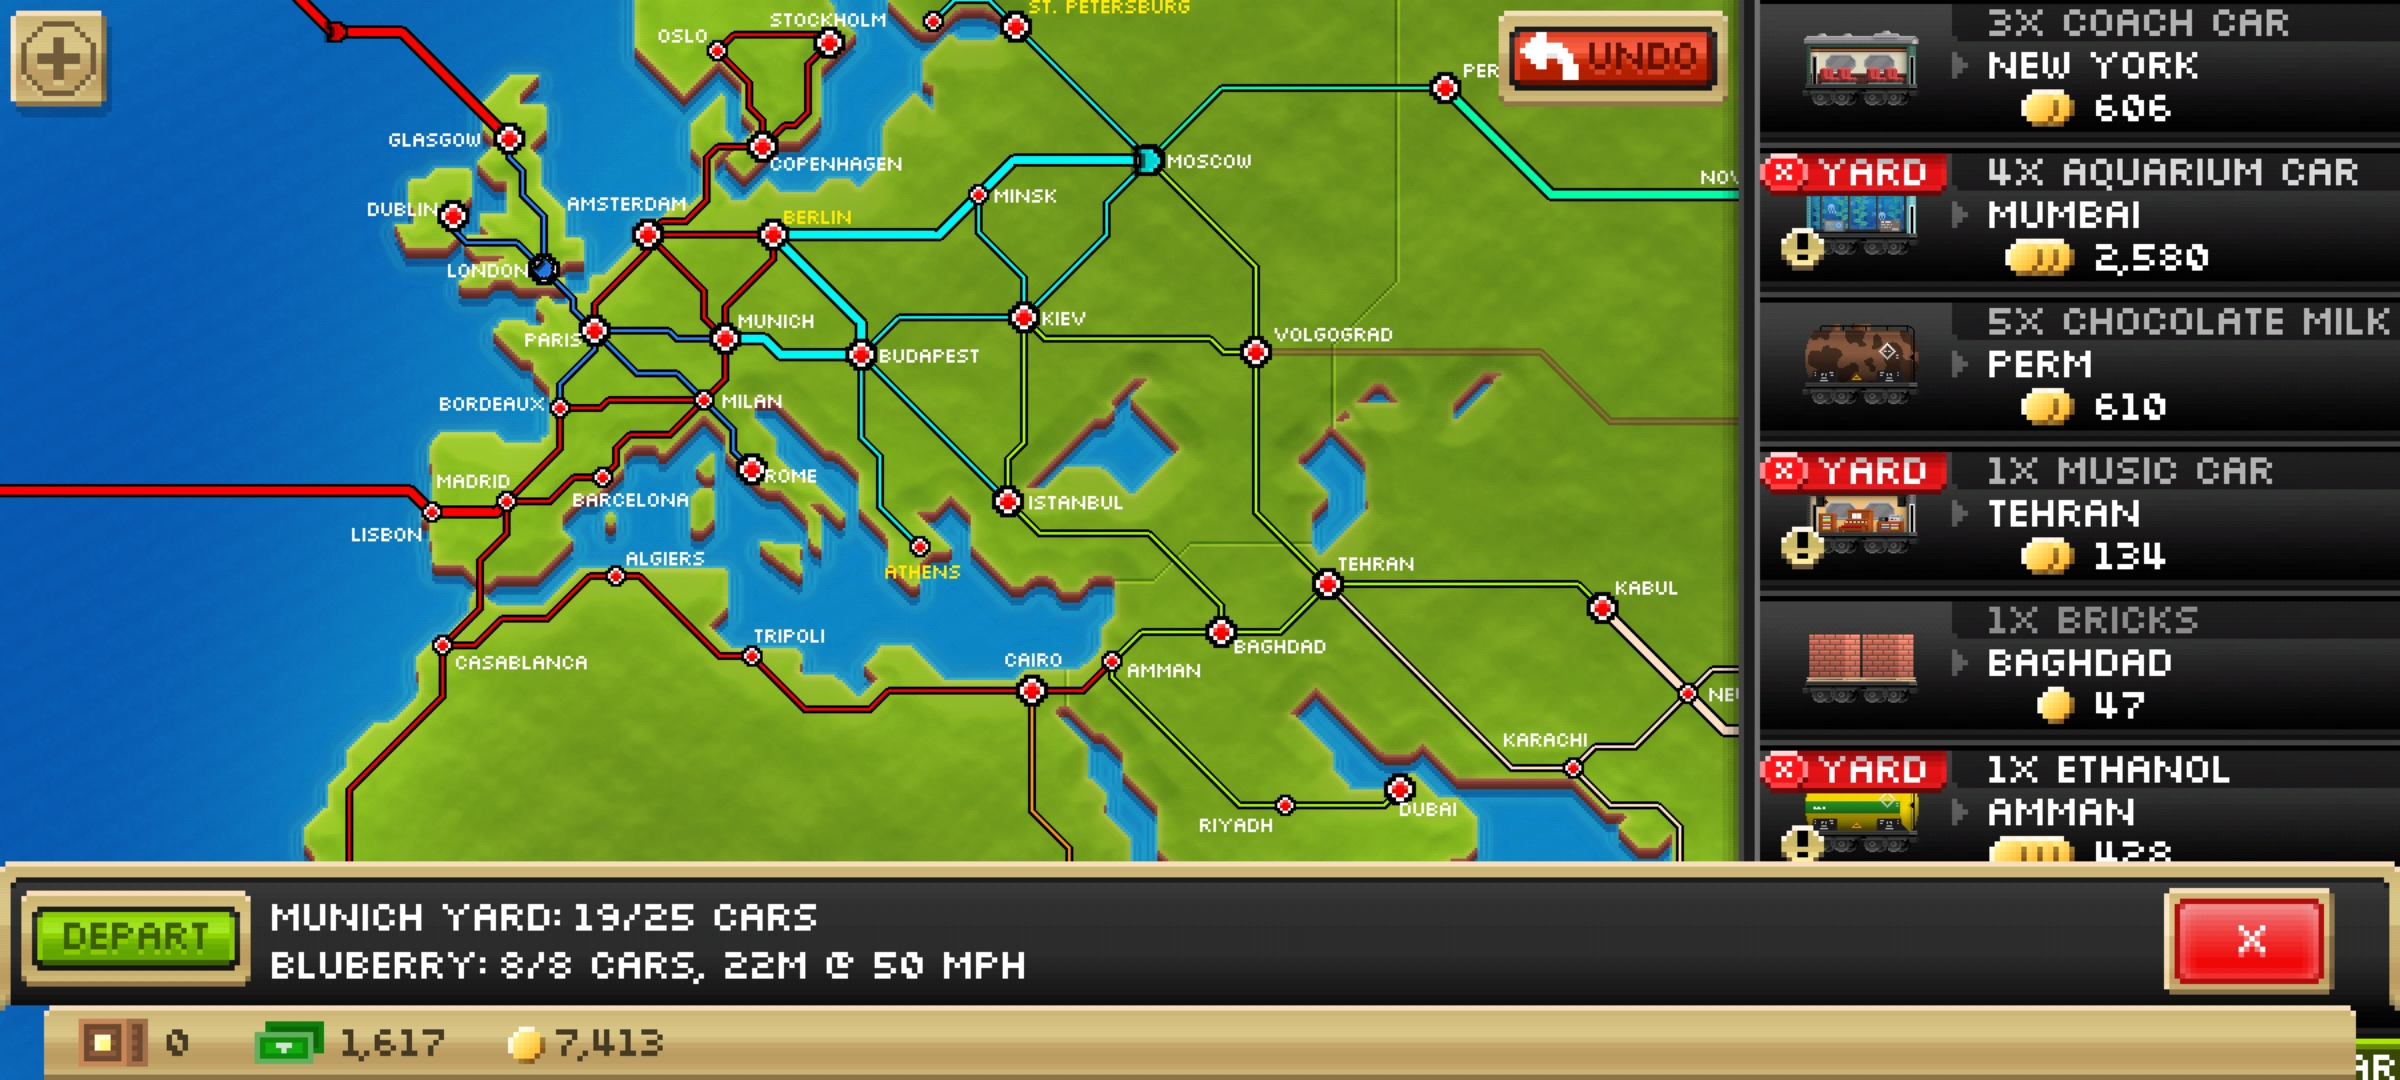 ST. PETERSBURG
STOCKHOLM
OSLO
UNDO
PER
GLASGOW
COPENHAGEN
MOSCOW
NOV
MINSK
DUBLIN
AMSTERDAM
BERLIN
LONDON
MUNICH
KIEV
VOLGOGRAD
PARIS
BUDAPEST
BORDEAUX
MILAN
MADRID
ROME
BARCELONA
ISTANBUL
LISBON
ALGIERS
ATHENS
TEHRAN
KABUL
TRIPOLI
BAGHDAD
CASABLANCA
CAIRO
AMMAN
NE
KARACHI
DUBAI
RIYADH
3X COACH CAR
NEW YORK
606
YARD
4X AQUARIUM CAR
MUMBAI
2,580
5X CHOCOLATE MILK
PERM
610
YARD
1X MUSIC CAR
TEHRAN
134
1X BRICKS
BAGHDAD
47
YARD
1X ETHANOL
AMMAN
428
DEPART
MUNICH YARD: 19/25 CARS
BLUBERRY: 8/8 CARS, 22M @ 50 MPH
X
0
1,617
7,413
AR